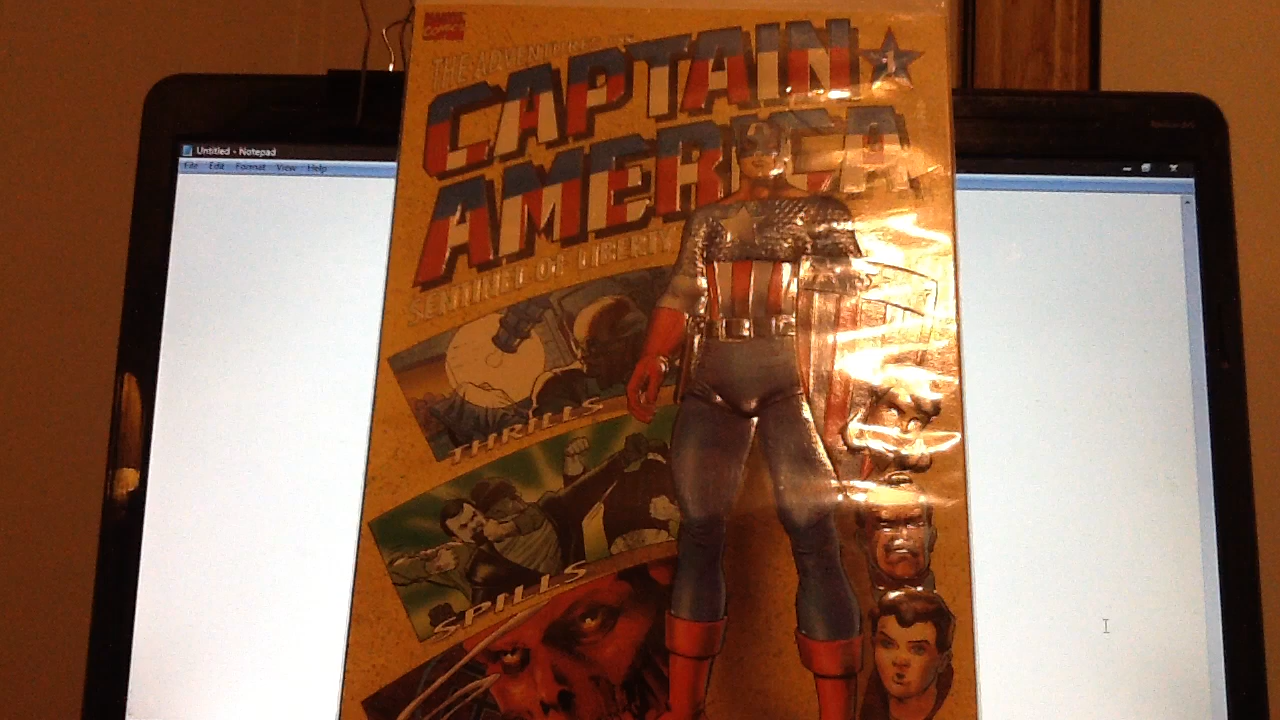 MARVEL
COMICS
THE ADVENTURES OF
CAPTAIN
1
AMERICA
SENTINEL OF LIBERTY
THRILLS
SPILLS
Untitled - Notepad
File Edit Format View Help